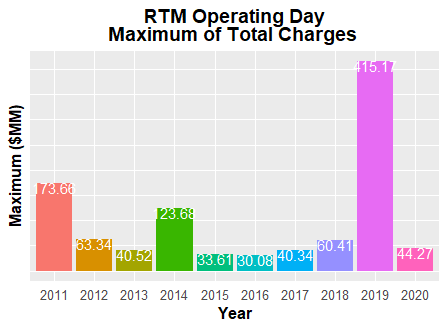 RTM Operating Day
Maximum of Total Charges
Maximum ($MM)
173.66
63.34
40.52
123.68
33.61
30.08
40.34
60.41
415.17
44.27
2011 2012 2013 2014 2015 2016 2017 2018 2019 2020
Year